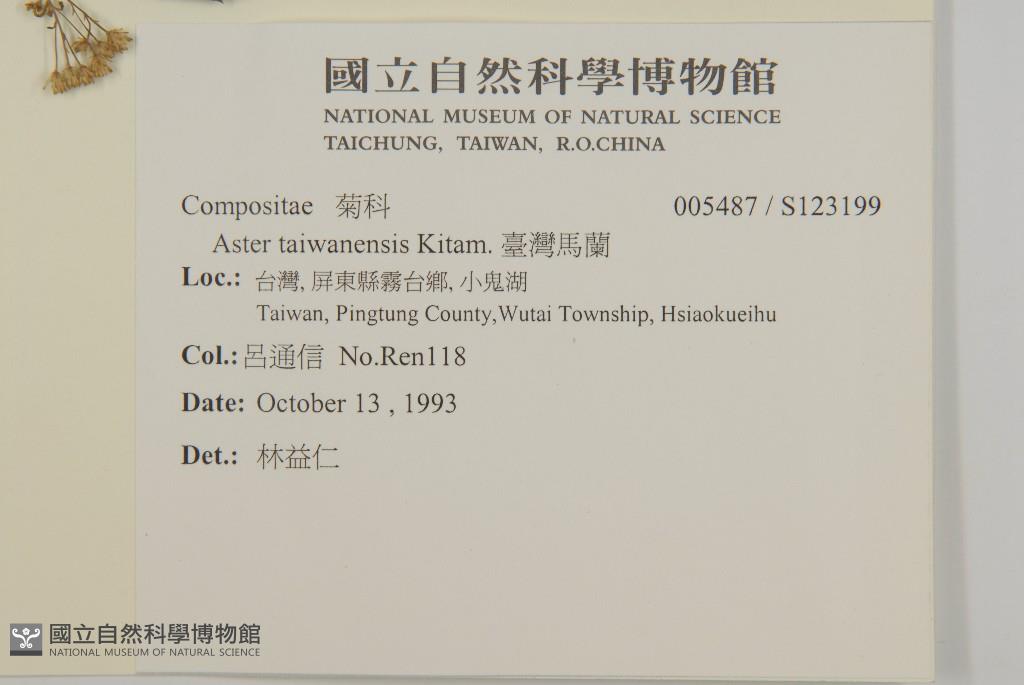 國立自然科學博物館
NATIONAL MUSEUM OF NATURAL SCIENCE
TAICHUNG, TAIWAN, R.O.CHINA
Compositae 菊科 005487 / S123199
Aster taiwanensis Kitam. 臺灣馬蘭
Loc.: 台灣, 屏東縣霧台鄉, 小鬼湖
Taiwan, Pingtung County,Wutai Township, Hsiaokueihu
Col.: 呂通信 No.Ren118
Date: October 13 , 1993
Det.: 林益仁
國立自然科學博物館
NATIONAL MUSEUM OF NATURAL SCIENCE